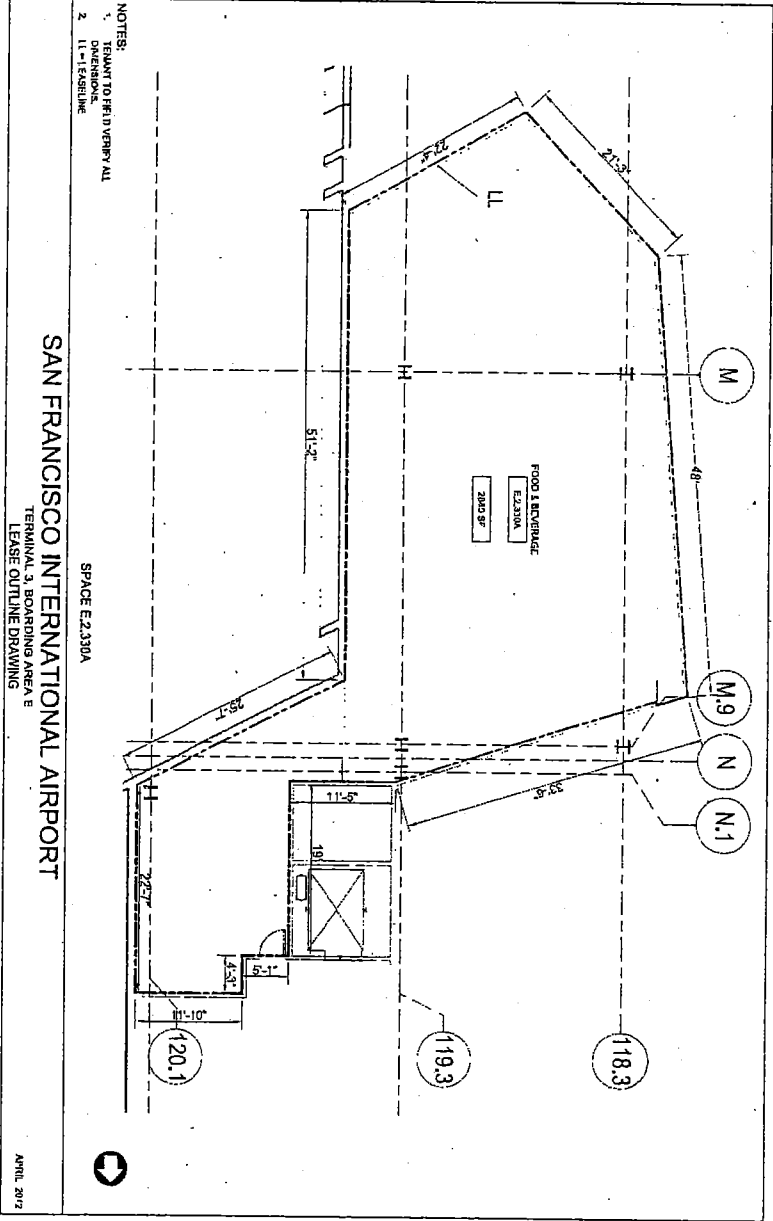 M
M.9
N
N.1
48'
21'-3"
LL
118.3
FOOD & BEVERAGE
E.2.330A
2840 SF
33'-6"
119.3
11'-5"
19'
51'-2"
25'-7"
5'-1"
4'-3"
11'-10"
22'-7"
120.1
NOTES:
1. TENANT TO FIELD VERIFY ALL
DIMENSIONS.
2. LL = LEASELINE
SPACE E.2.330A
SAN FRANCISCO INTERNATIONAL AIRPORT
TERMINAL 3, BOARDING AREA E
LEASE OUTLINE DRAWING
APRIL 2012